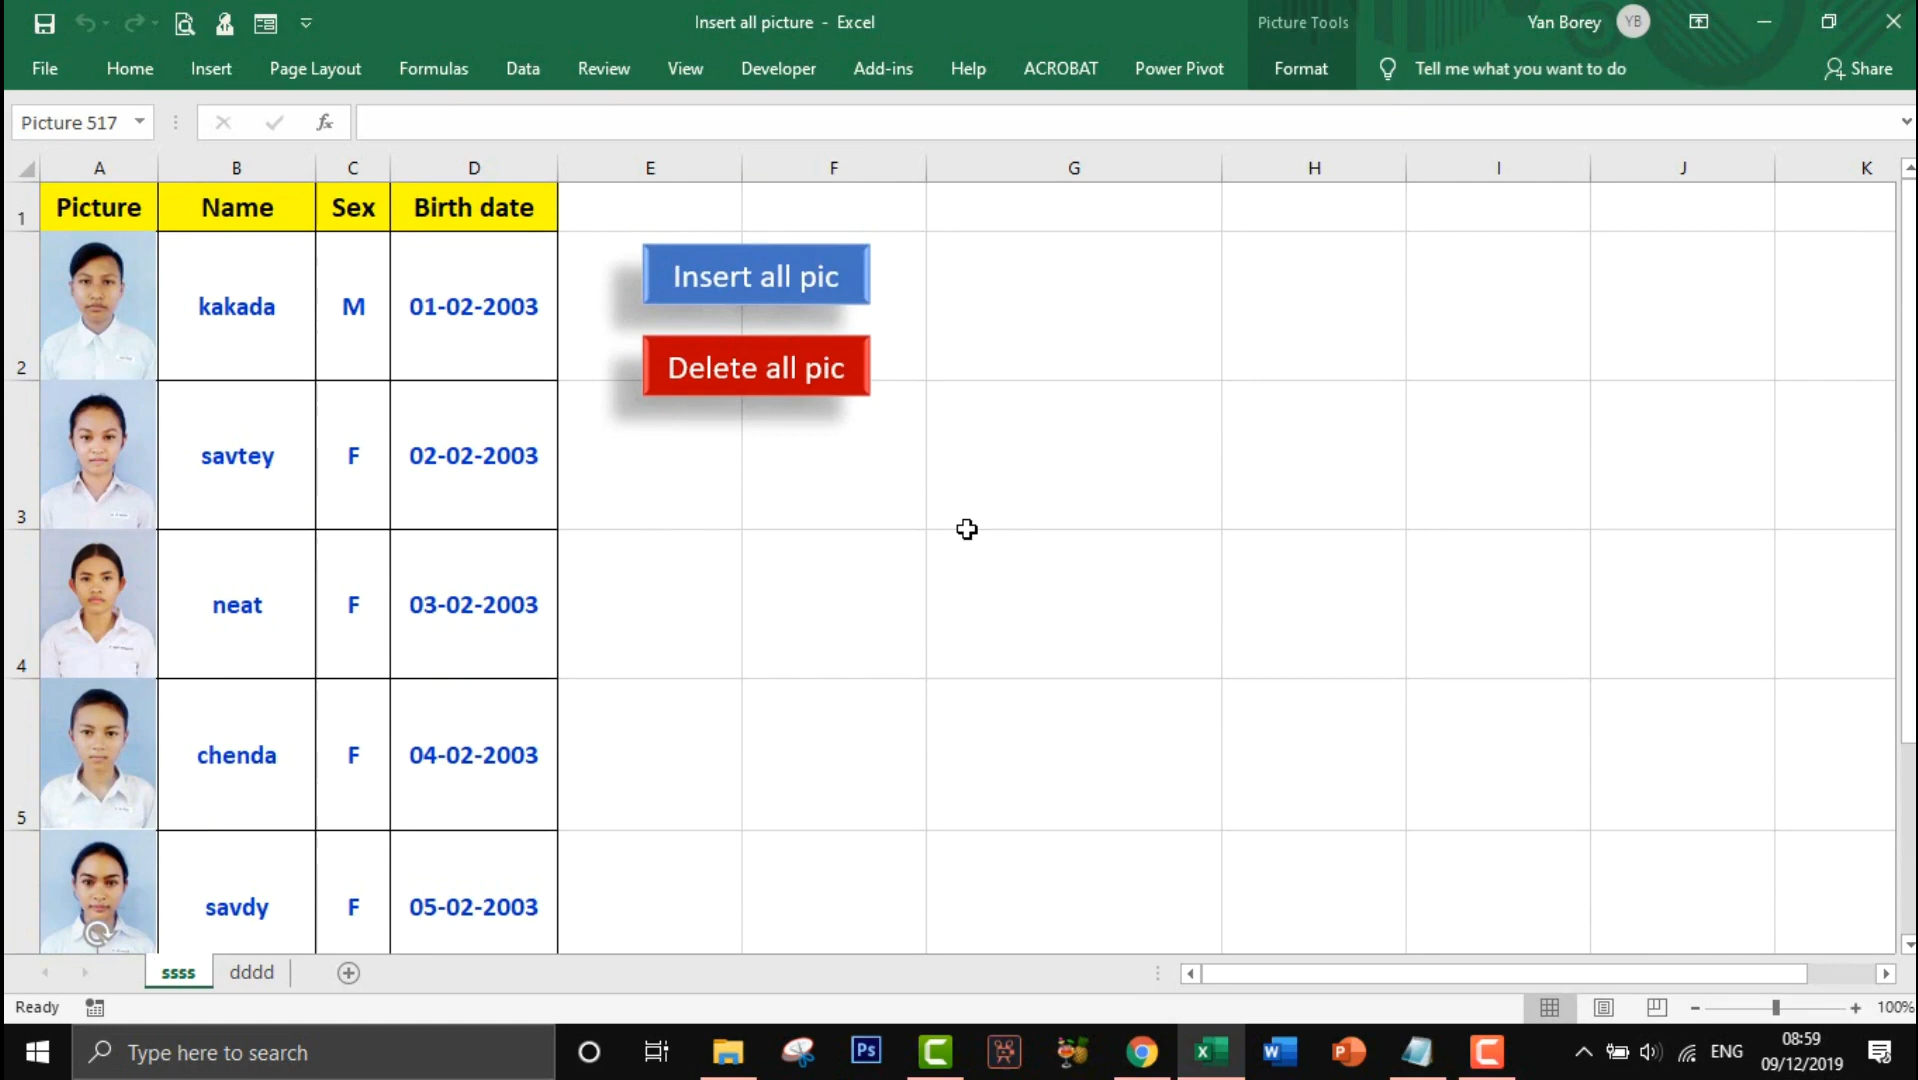 Insert all picture - Excel
Picture Tools
Yan Borey
YB
File Home Insert Page Layout Formulas Data Review View Developer Add-ins Help ACROBAT Power Pivot Format Tell me what you want to do Share
Picture 517
fx
A B C D E F G H I J K
1 Picture Name Sex Birth date
2 kakada M 01-02-2003
Insert all pic
Delete all pic
3 savtey F 02-02-2003
4 neat F 03-02-2003
5 chenda F 04-02-2003
savdy F 05-02-2003
ssss dddd
Ready
100%
Type here to search
Ps
ENG
08:59
09/12/2019